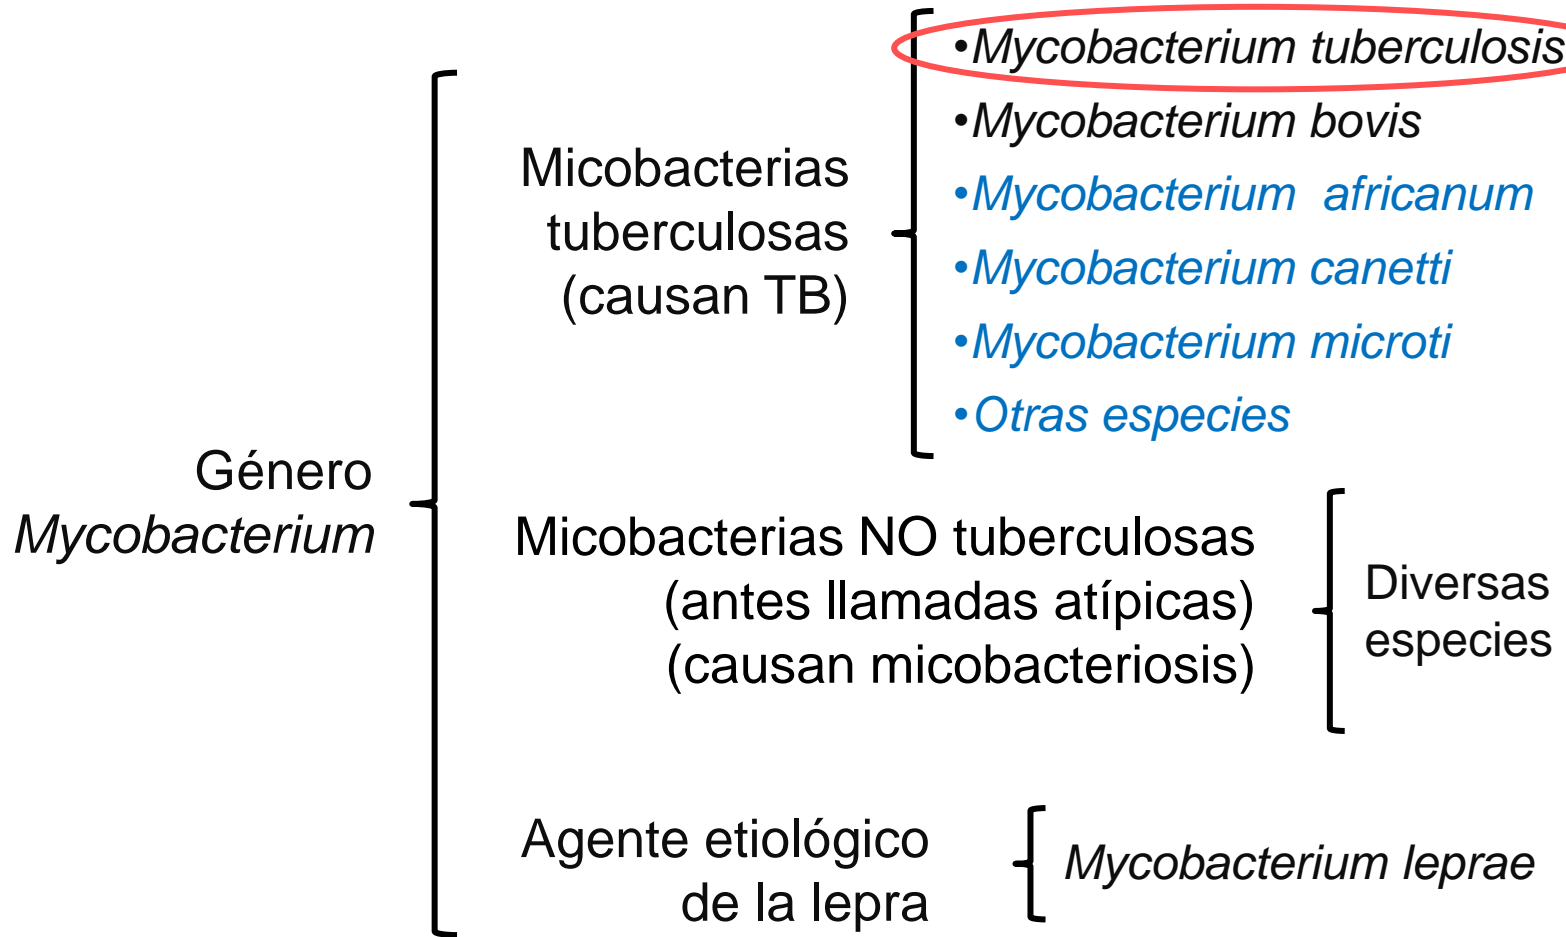 Género
Mycobacterium
Micobacterias
tuberculosas
(causan TB)
•Mycobacterium tuberculosis
•Mycobacterium bovis
•Mycobacterium africanum
•Mycobacterium canetti
•Mycobacterium microti
•Otras especies
Micobacterias NO tuberculosas
(antes llamadas atípicas)
(causan micobacteriosis)
Diversas
especies
Agente etiológico
de la lepra
Mycobacterium leprae